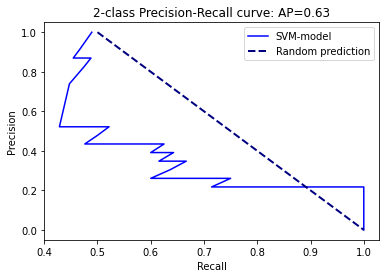 2-class Precision-Recall curve: AP=0.63
SVM-model
Random prediction
Precision
1.0
0.8
0.6
0.4
0.2
0.0
0.4
0.5
0.6
0.7
0.8
0.9
1.0
Recall